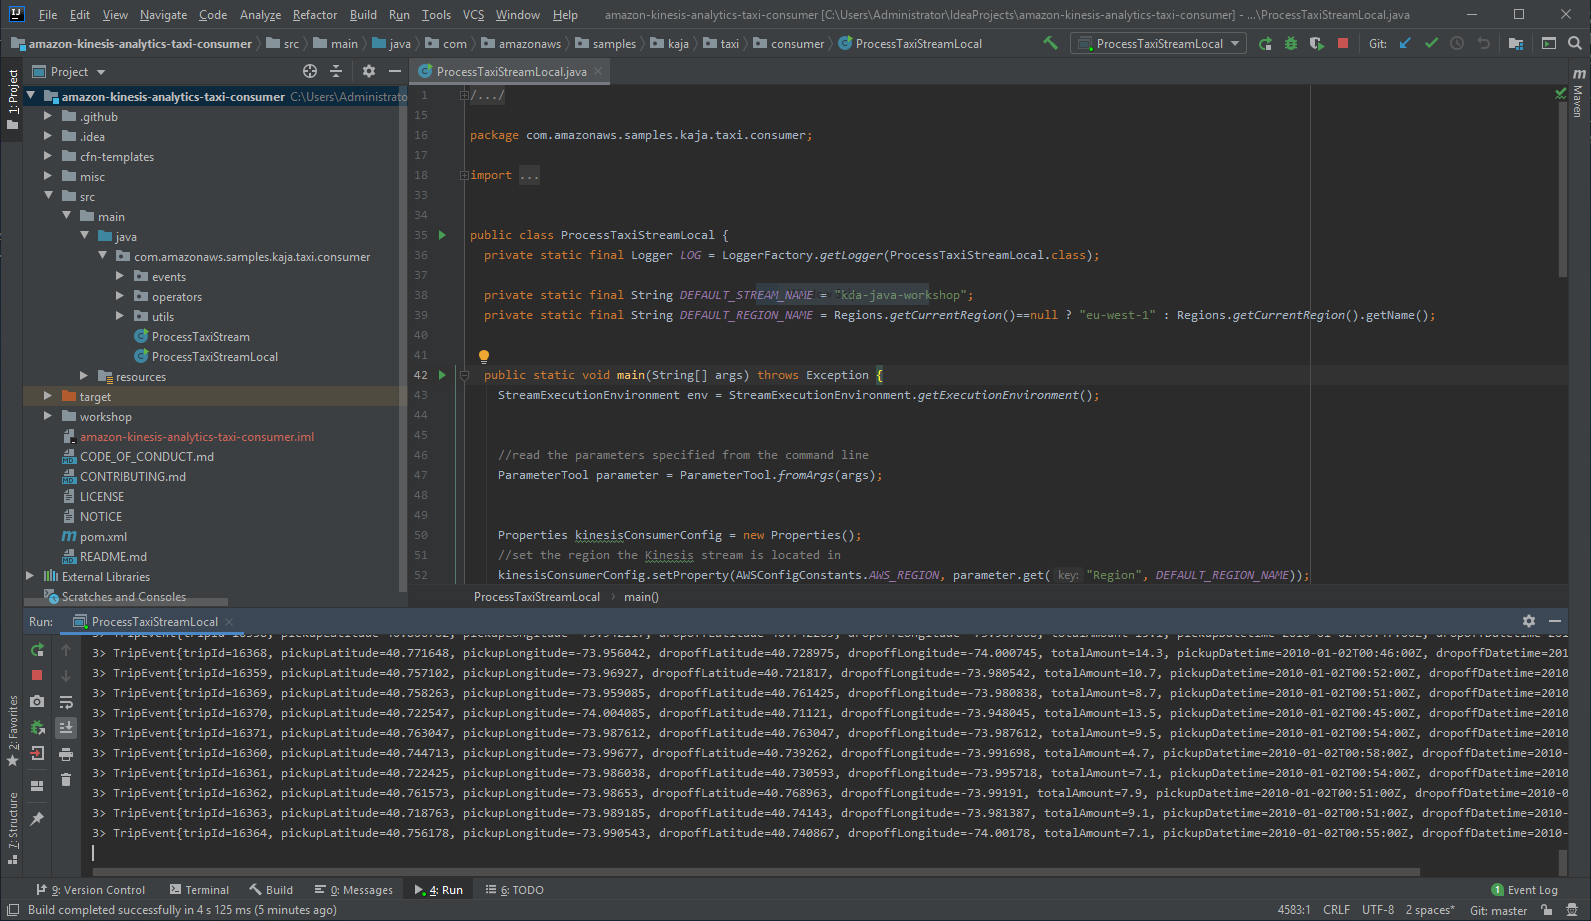 File Edit View Navigate Code Analyze Refactor Build Run Tools VCS Window Help amazon-kinesis-analytics-taxi-consumer [C:\Users\Administrator\IdeaProjects\amazon-kinesis-analytics-taxi-consumer] - ...\ProcessTaxiStreamLocal.java
amazon-kinesis-analytics-taxi-consumer src main java com amazonaws samples kaja taxi consumer ProcessTaxiStreamLocal ProcessTaxiStreamLocal Git:
Project
ProcessTaxiStreamLocal.java
1: Project
Maven
amazon-kinesis-analytics-taxi-consumer C:\Users\Administrato
.github
.idea
cfn-templates
misc
src
main
java
com.amazonaws.samples.kaja.taxi.consumer
events
operators
utils
ProcessTaxiStream
ProcessTaxiStreamLocal
resources
target
workshop
amazon-kinesis-analytics-taxi-consumer.iml
CODE_OF_CONDUCT.md
CONTRIBUTING.md
LICENSE
NOTICE
pom.xml
README.md
External Libraries
Scratches and Consoles
1 /.../
15
16 package com.amazonaws.samples.kaja.taxi.consumer;
17
18 import ...
33
34
35 public class ProcessTaxiStreamLocal {
36 private static final Logger LOG = LoggerFactory.getLogger(ProcessTaxiStreamLocal.class);
37
38 private static final String DEFAULT_STREAM_NAME = "kda-java-workshop";
39 private static final String DEFAULT_REGION_NAME = Regions.getCurrentRegion()==null ? "eu-west-1" : Regions.getCurrentRegion().getName();
40
41
42 public static void main(String[] args) throws Exception {
43 StreamExecutionEnvironment env = StreamExecutionEnvironment.getExecutionEnvironment();
44
45
46 //read the parameters specified from the command line
47 ParameterTool parameter = ParameterTool.fromArgs(args);
48
49
50 Properties kinesisConsumerConfig = new Properties();
51 //set the region the Kinesis stream is located in
52 kinesisConsumerConfig.setProperty(AWSConfigConstants.AWS_REGION, parameter.get( key: "Region", DEFAULT_REGION_NAME));
ProcessTaxiStreamLocal main()
Run: ProcessTaxiStreamLocal
3> TripEvent{tripId=16368, pickupLatitude=40.771648, pickupLongitude=-73.956042, dropoffLatitude=40.728975, dropoffLongitude=-74.000745, totalAmount=14.3, pickupDatetime=2010-01-02T00:46:00Z, dropoffDatetime=201
3> TripEvent{tripId=16359, pickupLatitude=40.757102, pickupLongitude=-73.96927, dropoffLatitude=40.721817, dropoffLongitude=-73.980542, totalAmount=10.7, pickupDatetime=2010-01-02T00:52:00Z, dropoffDatetime=2010
3> TripEvent{tripId=16369, pickupLatitude=40.758263, pickupLongitude=-73.959085, dropoffLatitude=40.761425, dropoffLongitude=-73.980838, totalAmount=8.7, pickupDatetime=2010-01-02T00:51:00Z, dropoffDatetime=2010
3> TripEvent{tripId=16370, pickupLatitude=40.722547, pickupLongitude=-74.004085, dropoffLatitude=40.71121, dropoffLongitude=-73.948045, totalAmount=13.5, pickupDatetime=2010-01-02T00:45:00Z, dropoffDatetime=2010
3> TripEvent{tripId=16371, pickupLatitude=40.763047, pickupLongitude=-73.987612, dropoffLatitude=40.763047, dropoffLongitude=-73.987612, totalAmount=9.5, pickupDatetime=2010-01-02T00:54:00Z, dropoffDatetime=2010
3> TripEvent{tripId=16360, pickupLatitude=40.744713, pickupLongitude=-73.99677, dropoffLatitude=40.739262, dropoffLongitude=-73.991698, totalAmount=4.7, pickupDatetime=2010-01-02T00:58:00Z, dropoffDatetime=2010-
3> TripEvent{tripId=16361, pickupLatitude=40.722425, pickupLongitude=-73.986038, dropoffLatitude=40.730593, dropoffLongitude=-73.995718, totalAmount=7.1, pickupDatetime=2010-01-02T00:54:00Z, dropoffDatetime=2010
3> TripEvent{tripId=16362, pickupLatitude=40.761573, pickupLongitude=-73.98653, dropoffLatitude=40.768963, dropoffLongitude=-73.99191, totalAmount=7.9, pickupDatetime=2010-01-02T00:51:00Z, dropoffDatetime=2010-0
3> TripEvent{tripId=16363, pickupLatitude=40.718763, pickupLongitude=-73.989185, dropoffLatitude=40.74143, dropoffLongitude=-73.981387, totalAmount=9.1, pickupDatetime=2010-01-02T00:51:00Z, dropoffDatetime=2010-
3> TripEvent{tripId=16364, pickupLatitude=40.756178, pickupLongitude=-73.990543, dropoffLatitude=40.740867, dropoffLongitude=-74.00178, totalAmount=7.1, pickupDatetime=2010-01-02T00:55:00Z, dropoffDatetime=2010-
2: Favorites
7: Structure
9: Version Control Terminal Build 0: Messages 4: Run 6: TODO 1 Event Log
Build completed successfully in 4 s 125 ms (5 minutes ago) 4583:1 CRLF UTF-8 2 spaces* Git: master